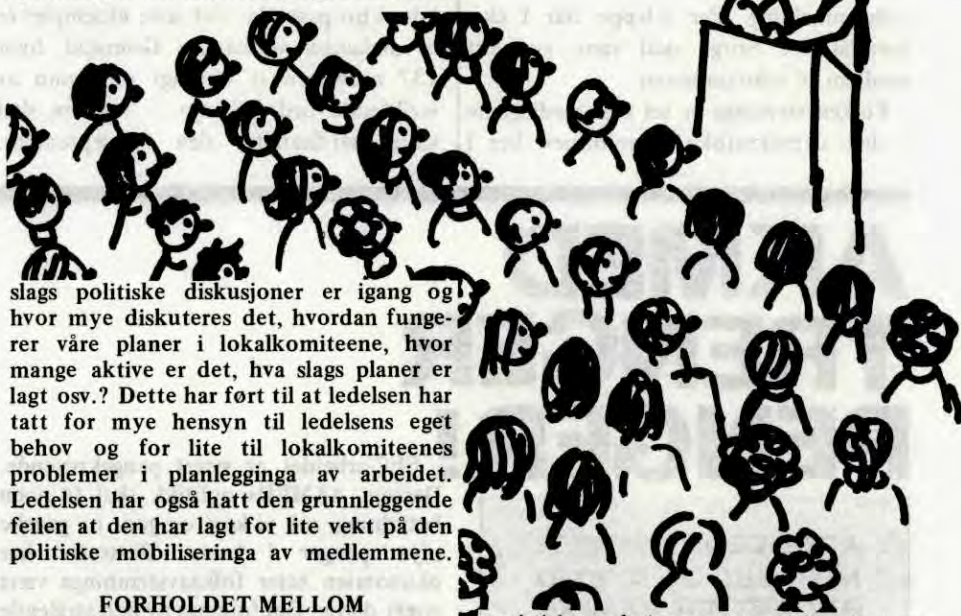 slags politiske diskusjoner er igang og
hvor mye diskuteres det, hvordan funge-
rer våre planer i lokalkomiteene, hvor
mange aktive er det, hva slags planer er
lagt osv.? Dette har ført til at ledelsen har
tatt for mye hensyn til ledelsens eget
behov og for lite til lokalkomiteenes
problemer i planlegginga av arbeidet.
Ledelsen har også hatt den grunnleggende
feilen at den har lagt for lite vekt på den
politiske mobiliseringa av medlemmene.
FORHOLDET MELLOM